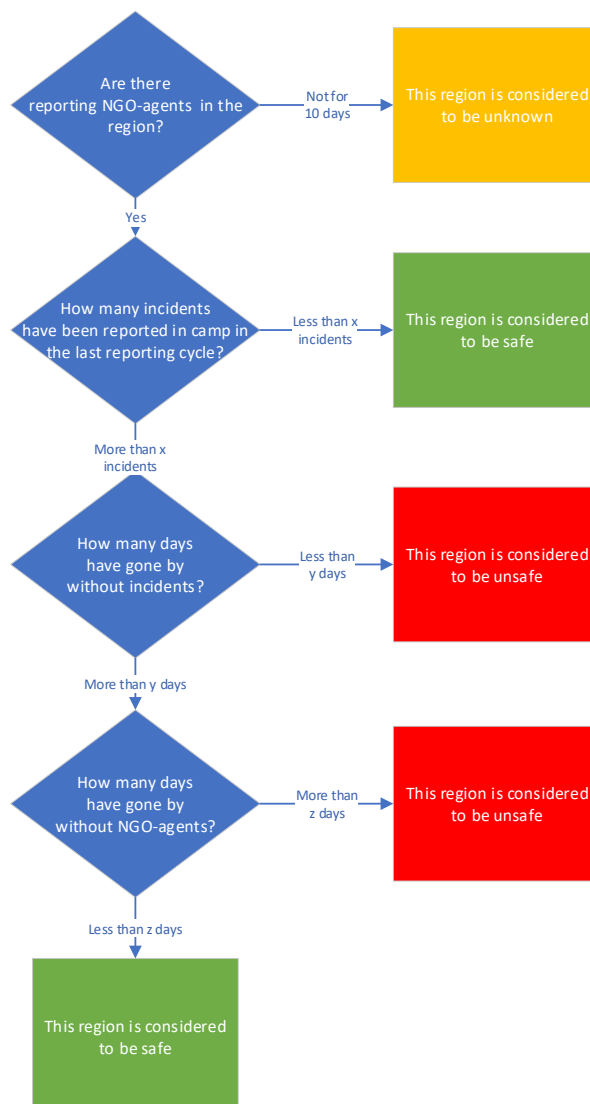 Are there
reporting NGO-agents in the
region?
Not for
10 days
This region is considered
to be unknown
Yes
How many incidents
have been reported in camp in
the last reporting cycle?
Less than x
incidents
This region is considered
to be safe
More than x
incidents
How many days
have gone by
without incidents?
Less than
y days
This region is considered
to be unsafe
More than y days
How many days
have gone by
without NGO-agents?
More than
z days
This region is considered
to be unsafe
Less than z days
This region is considered
to be safe